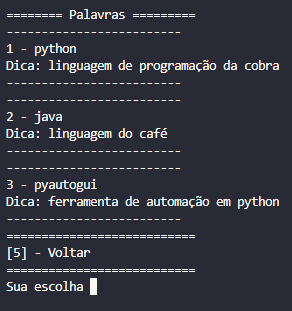 ======== Palavras =========
-------------------------
1 - python
Dica: linguagem de programação da cobra
-------------------------
-------------------------
2 - java
Dica: linguagem do café
-------------------------
-------------------------
3 - pyautogui
Dica: ferramenta de automação em python
-------------------------
===========================
[5] - Voltar
===========================
Sua escolha